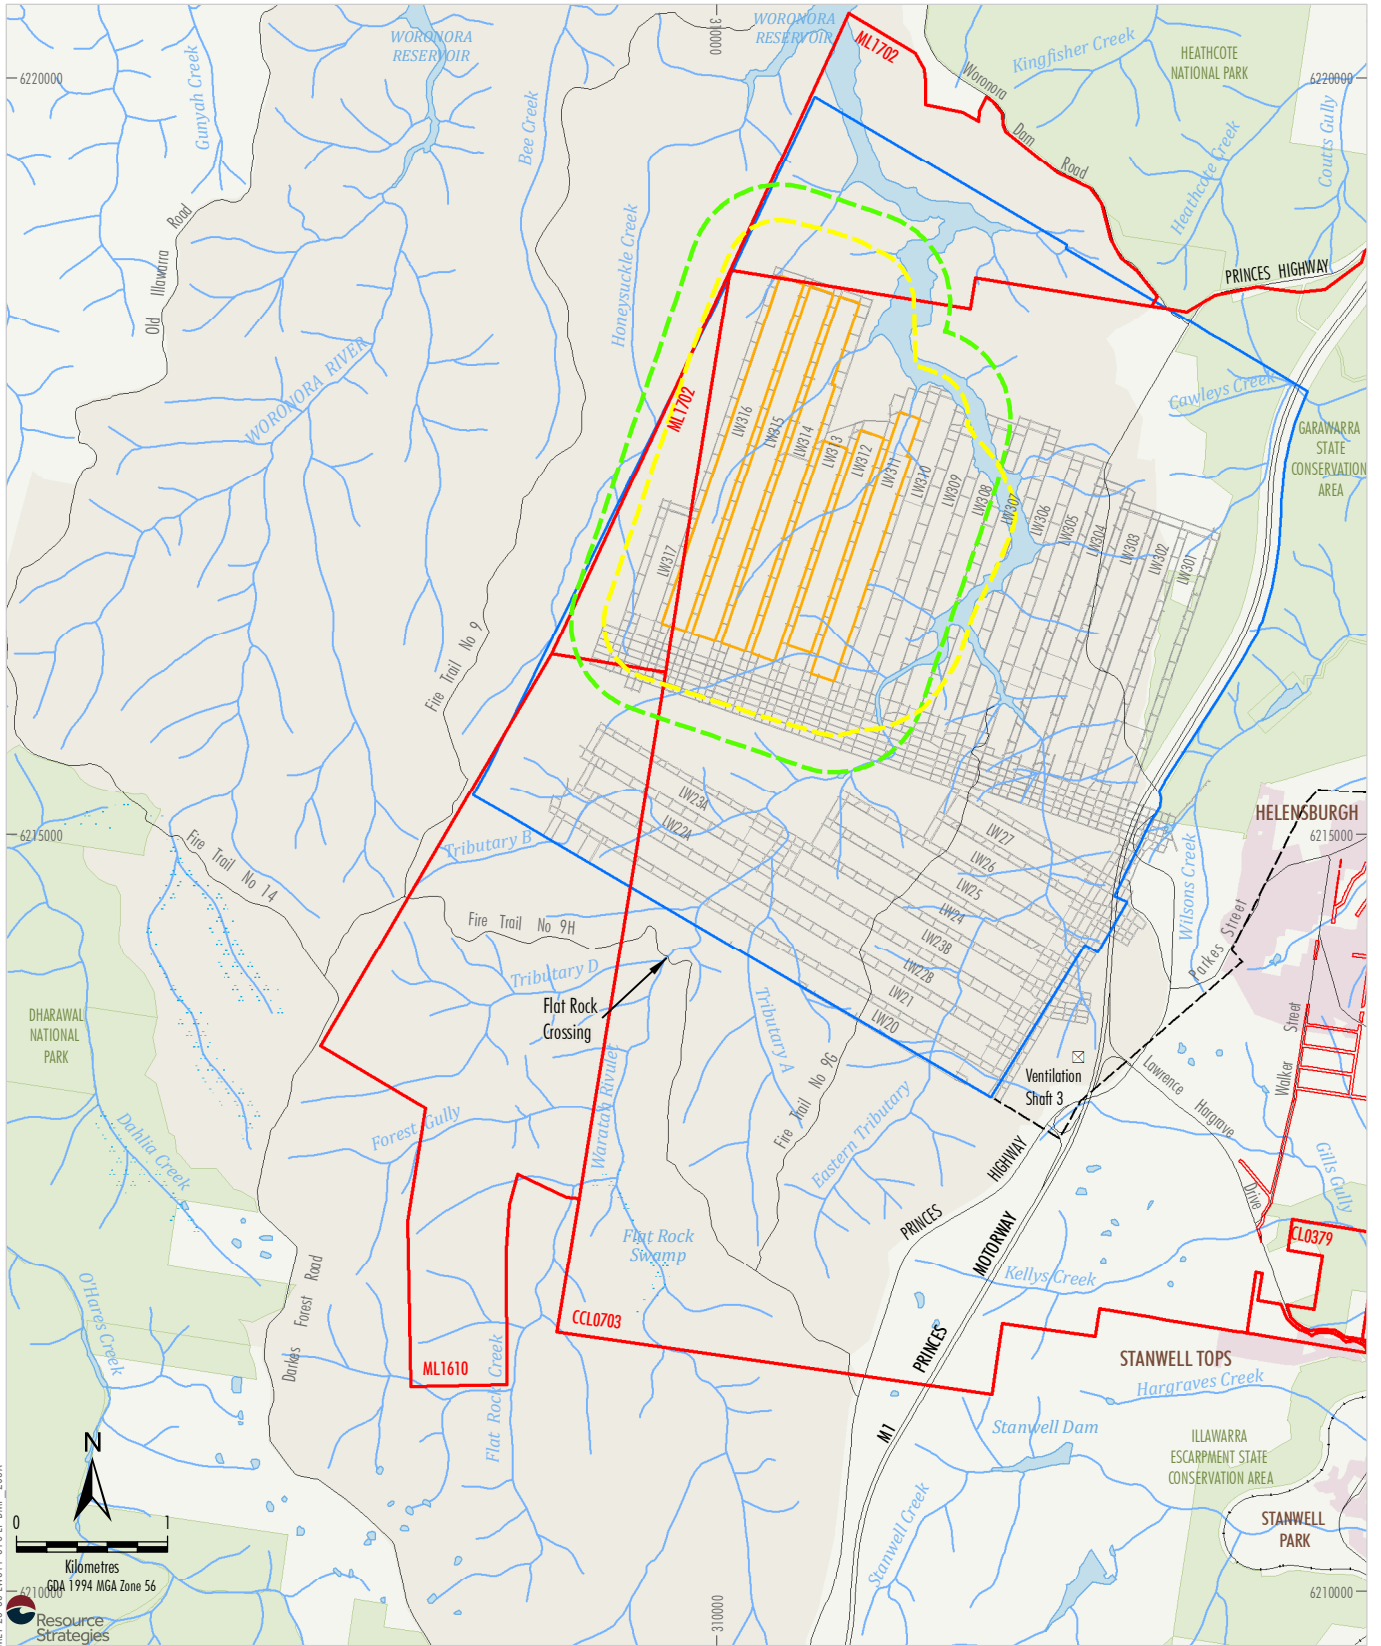 WORONORA
RESERVOIR
310000
WORONORA
RESERVOIR
ML1702
Kingfisher Creek
HEATHCOTE
NATIONAL PARK
6220000
6220000
Gunyah Creek
Bee Creek
Woronora Dam Road
Heathcote Creek
Coutts Gully
Old Illawarra Road
Honeysuckle Creek
PRINCES HIGHWAY
WORONORA RIVER
ML1702
Cawleys Creek
GARAWARRA
STATE
CONSERVATION
AREA
LW316
LW315
LW314
LW313
LW312
LW311
LW310
LW309
LW308
LW307
LW306
LW305
LW304
LW303
LW302
LW301
LW317
Fire Trail No 9
LW23A
LW22A
LW27
LW26
LW25
LW24
LW23B
LW22B
LW21
LW20
HELENSBURGH
6215000
6215000
Tributary B
Fire Trail No 14
Fire Trail No 9H
Wilsons Creek
Parkes Street
Tributary D
Flat Rock
Crossing
Tributary A
DHARAWAL
NATIONAL
PARK
Fire Trail No 9G
Ventilation
Shaft 3
Walker Street
Lawrence Hargrave Drive
Waratah Rivulet
Eastern Tributary
Forest Gully
Dahlia Creek
PRINCES HIGHWAY
Gills Gully
Flat Rock
Swamp
CL0379
M1 PRINCES MOTORWAY
Kellys Creek
O'Hares Creek
Darkes Forest Road
CCL0703
ML1610
Flat Rock Creek
STANWELL TOPS
Hargraves Creek
Stanwell Dam
ILLAWARRA
ESCARPMENT STATE
CONSERVATION AREA
Stanwell Creek
STANWELL
PARK
N
0 1
Kilometres
GDA 1994 MGA Zone 56
6210000
6210000
310000
Resource
Strategies